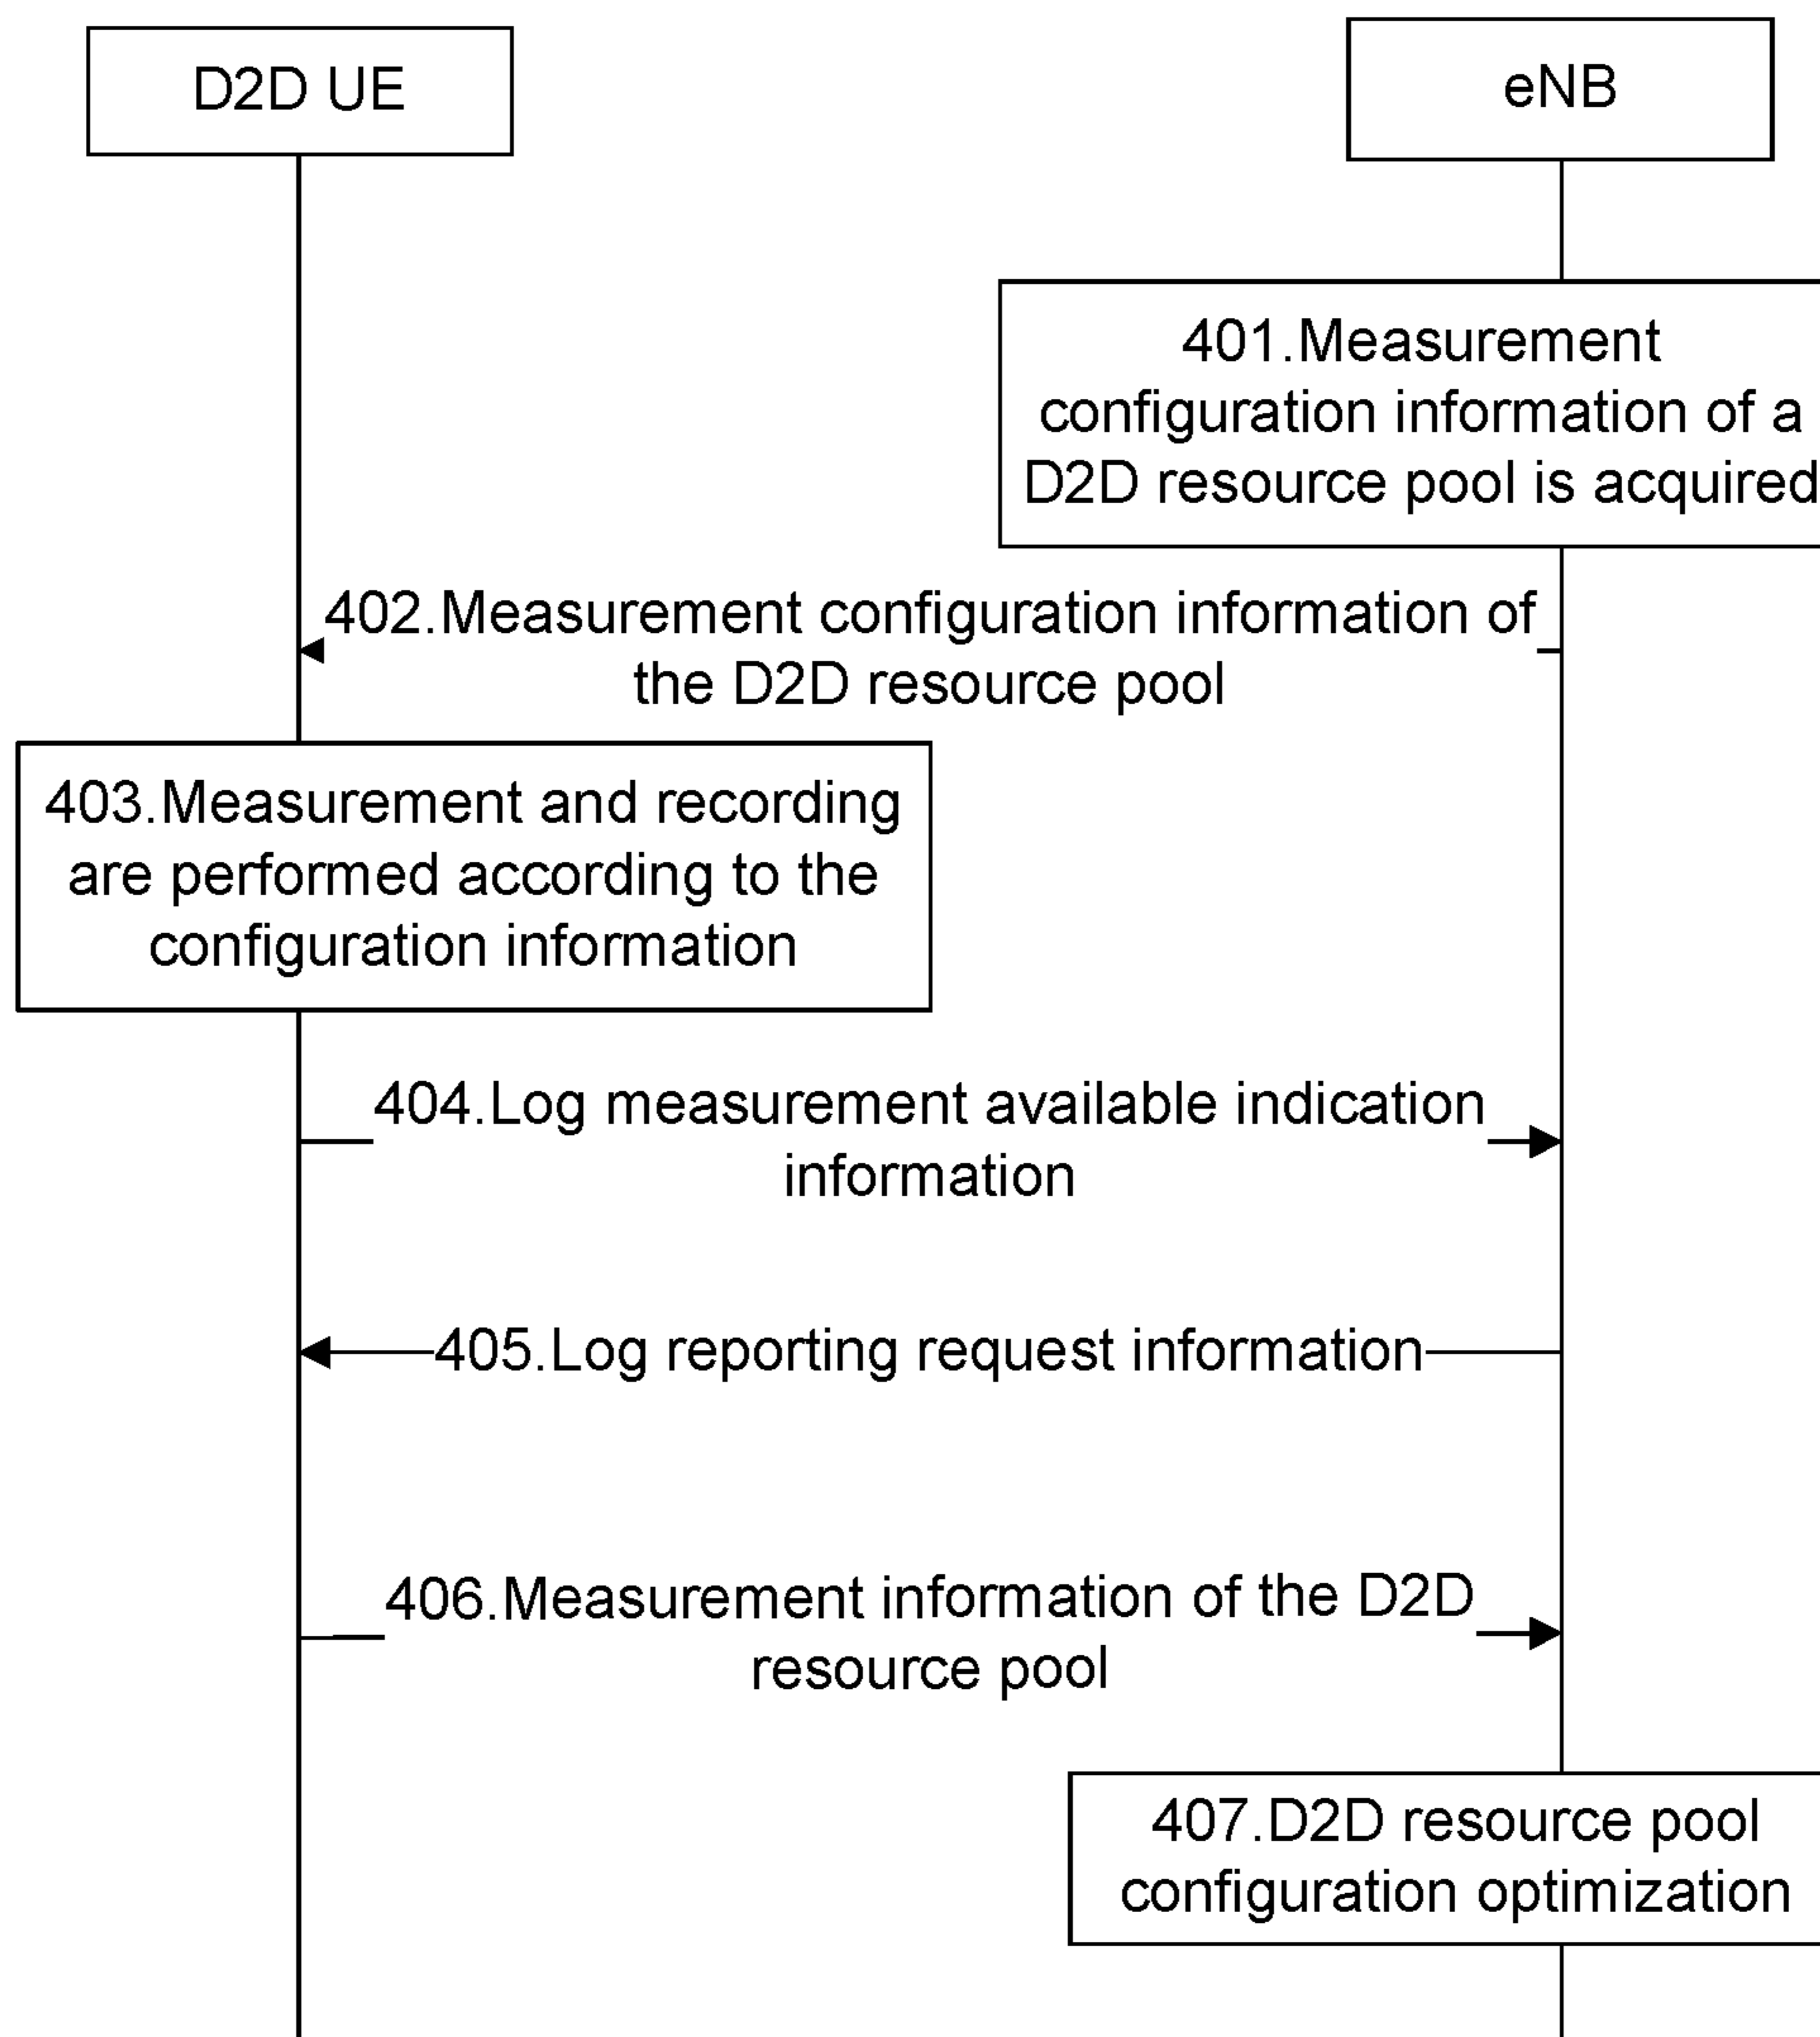 D2D UE
eNB
401.Measurement
configuration information of a
D2D resource pool is acquired
402.Measurement configuration information of
the D2D resource pool
403.Measurement and recording
are performed according to the
configuration information
404.Log measurement available indication
information
405.Log reporting request information
406.Measurement information of the D2D
resource pool
407.D2D resource pool
configuration optimization